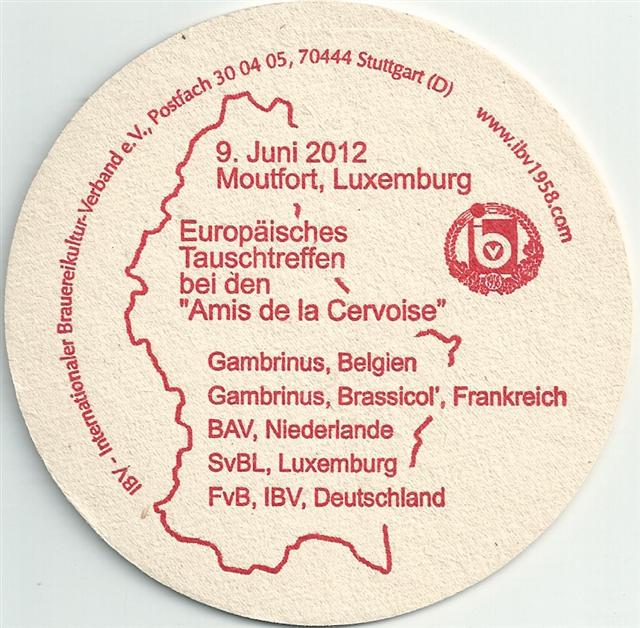 IBV - Internationaler Brauereikultur-Verband e.V., Postfach 30 04 05, 70444 Stuttgart (D)
www.ibv1958.com
9. Juni 2012
Moutfort, Luxemburg
ibv
Europäisches
Tauschtreffen
bei den
"Amis de la Cervoise"
Gambrinus, Belgien
Gambrinus, Brassicol', Frankreich
BAV, Niederlande
SvBL, Luxemburg
FvB, IBV, Deutschland